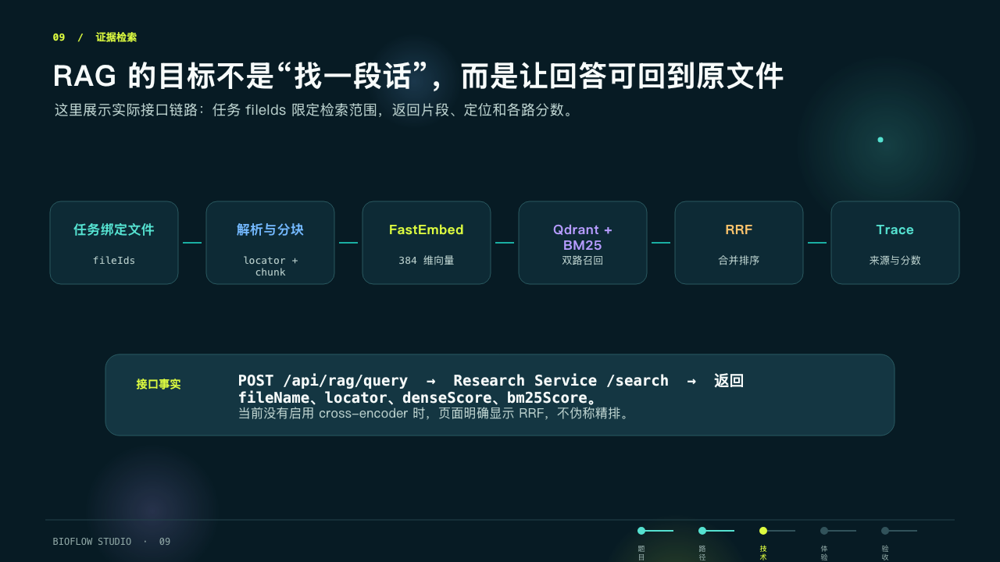 09 / 证据检索
RAG 的目标不是“找一段话”，而是让回答可回到原文件
这里展示实际接口链路：任务 fileIds 限定检索范围，返回片段、定位和各路分数。
任务绑定文件
fileIds
解析与分块
locator +
chunk
FastEmbed
384 维向量
Qdrant +
BM25
双路召回
RRF
合并排序
Trace
来源与分数
接口事实
POST /api/rag/query → Research Service /search → 返回
fileName、locator、denseScore、bm25Score。
当前没有启用 cross-encoder 时，页面明确显示 RRF，不伪称精排。
BIOFLOW STUDIO · 09
题目
路径
技术
体验
验收